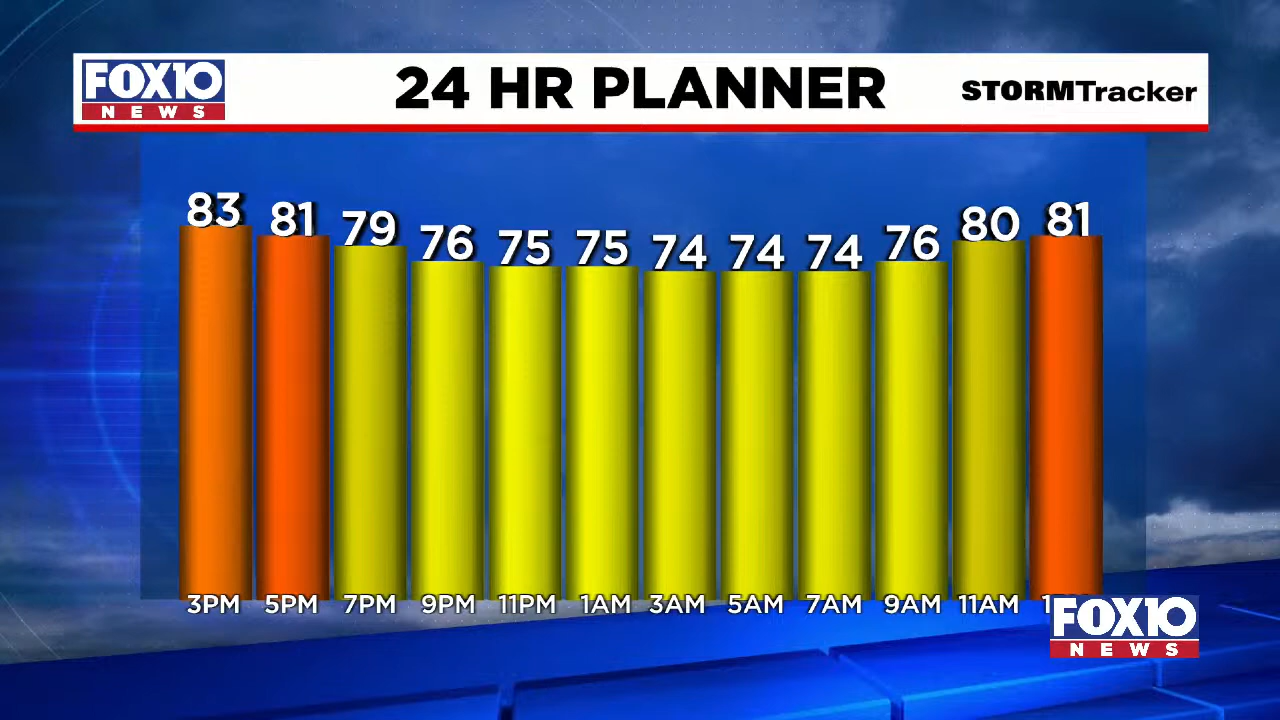 FOX10
NEWS
24 HR PLANNER
STORMTracker
83 81 79 76 75 75 74 74 74 76 80 81
3PM 5PM 7PM 9PM 11PM 1AM 3AM 5AM 7AM 9AM 11AM
FOX10
NEWS